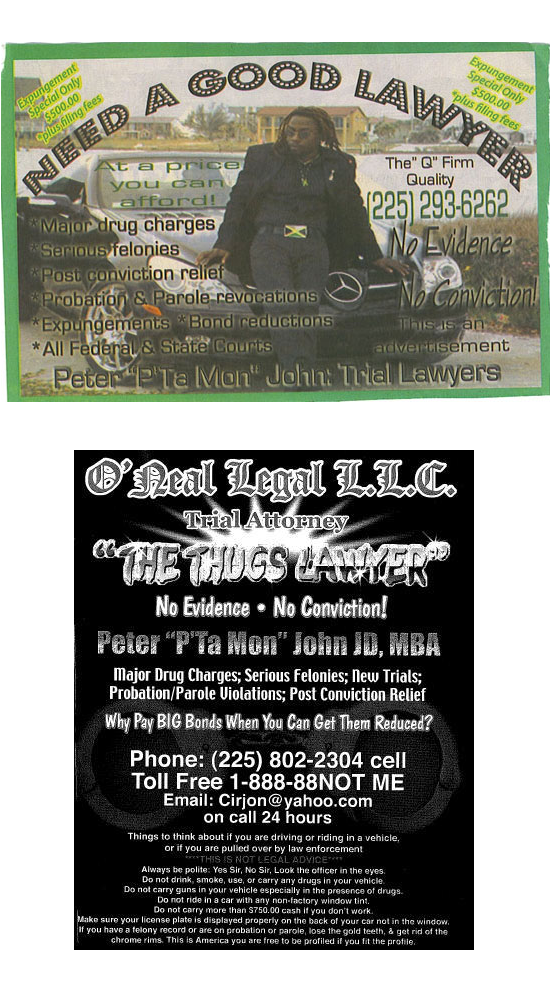 Expungement
Special Only
$500.00
*plus filing fees
NEED A GOOD LAWYER
Expungement
Special Only
$500.00
*plus filing fees
At a price
you can
afford!
The" Q" Firm
Quality
(225) 293-6262
*Major drug charges
*Serious felonies
*Post conviction relief
*Probation & Parole revocations
*Expungements *Bond reductions
*All Federal & State Courts
No Evidence
No Conviction!
This is an
advertisement
Peter "P'Ta Mon" John: Trial Lawyers
O'Neal Legal L.L.C.
Trial Attorney
"THE THUGS LAWYER"
No Evidence • No Conviction!
Peter "P'Ta Mon" John JD, MBA
Major Drug Charges; Serious Felonies; New Trials;
Probation/Parole Violations; Post Conviction Relief
Why Pay BIG Bonds When You Can Get Them Reduced?
Phone: (225) 802-2304 cell
Toll Free 1-888-88NOT ME
Email: Cirjon@yahoo.com
on call 24 hours
Things to think about if you are driving or riding in a vehicle,
or if you are pulled over by law enforcement
****THIS IS NOT LEGAL ADVICE****
Always be polite: Yes Sir, No Sir, Look the officer in the eyes.
Do not drink, smoke, use, or carry any drugs in your vehicle.
Do not carry guns in your vehicle especially in the presence of drugs.
Do not ride in a car with any non-factory window tint.
Do not carry more than $750.00 cash if you don't work.
Make sure your license plate is displayed properly on the back of your car not in the window.
If you have a felony record or are on probation or parole, lose the gold teeth, & get rid of the
chrome rims. This is America you are free to be profiled if you fit the profile.